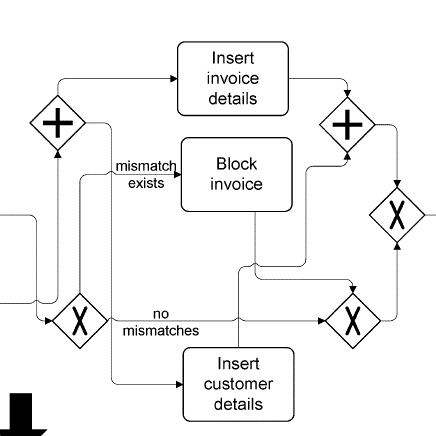 Insert
invoice
details
mismatch
exists
Block
invoice
no
mismatches
Insert
customer
details